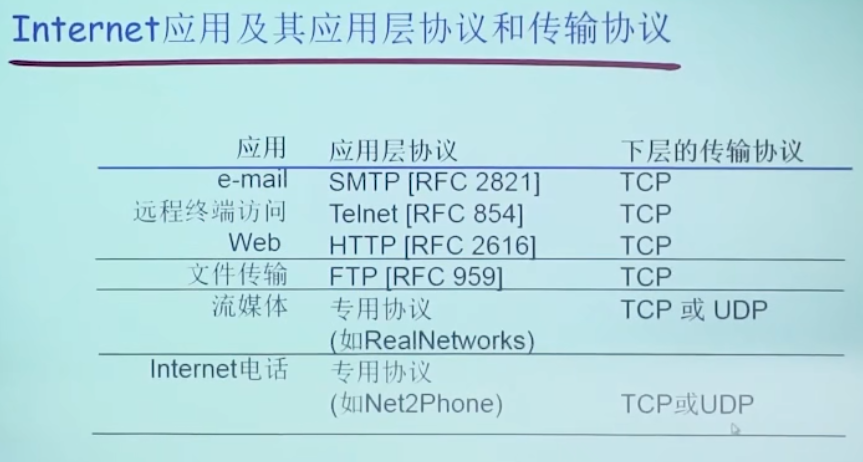 Internet应用及其应用层协议和传输协议
应用 应用层协议 下层的传输协议
e-mail SMTP [RFC 2821] TCP
远程终端访问 Telnet [RFC 854] TCP
Web HTTP [RFC 2616] TCP
文件传输 FTP [RFC 959] TCP
流媒体 专用协议 TCP 或 UDP
(如RealNetworks)
Internet电话 专用协议
(如Net2Phone) TCP或UDP